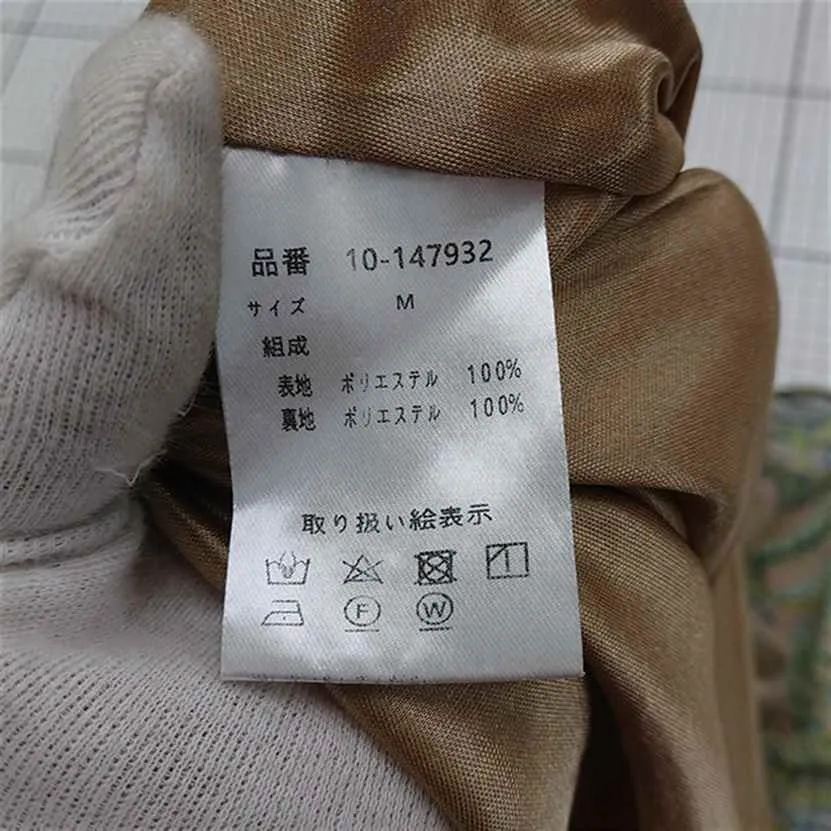 品番 10-147932
サイズ M
組成
表地 ポリエステル 100%
裏地 ポリエステル 100%
取り扱い絵表示
F W